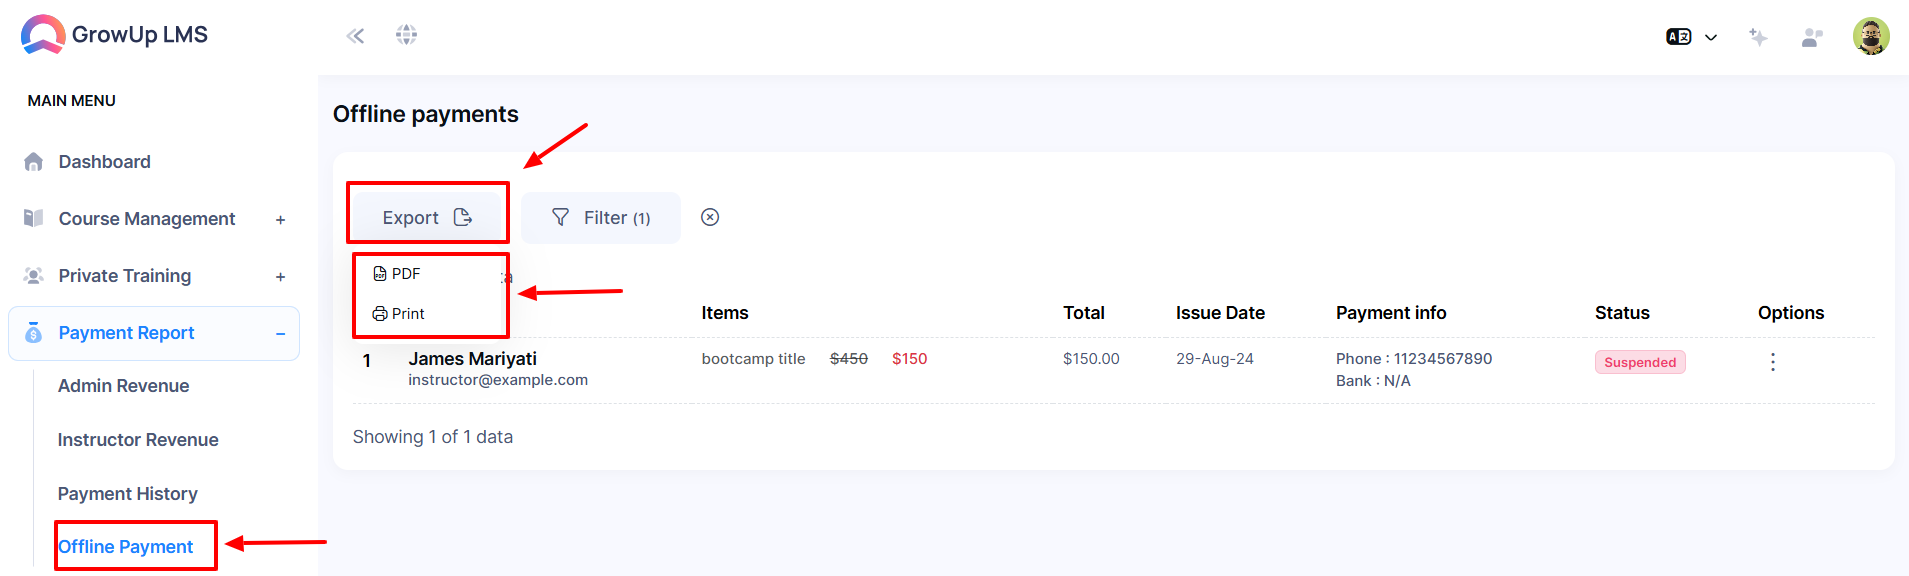 GrowUp LMS
MAIN MENU
Dashboard
Course Management +
Private Training +
Payment Report –
Admin Revenue
Instructor Revenue
Payment History
Offline Payment
Offline payments
Export
Filter (1)
PDF
Print
Items Total Issue Date Payment info Status Options
1 James Mariyati bootcamp title $450 $150 $150.00 29-Aug-24 Phone : 11234567890 Suspended
instructor@example.com Bank : N/A
Showing 1 of 1 data